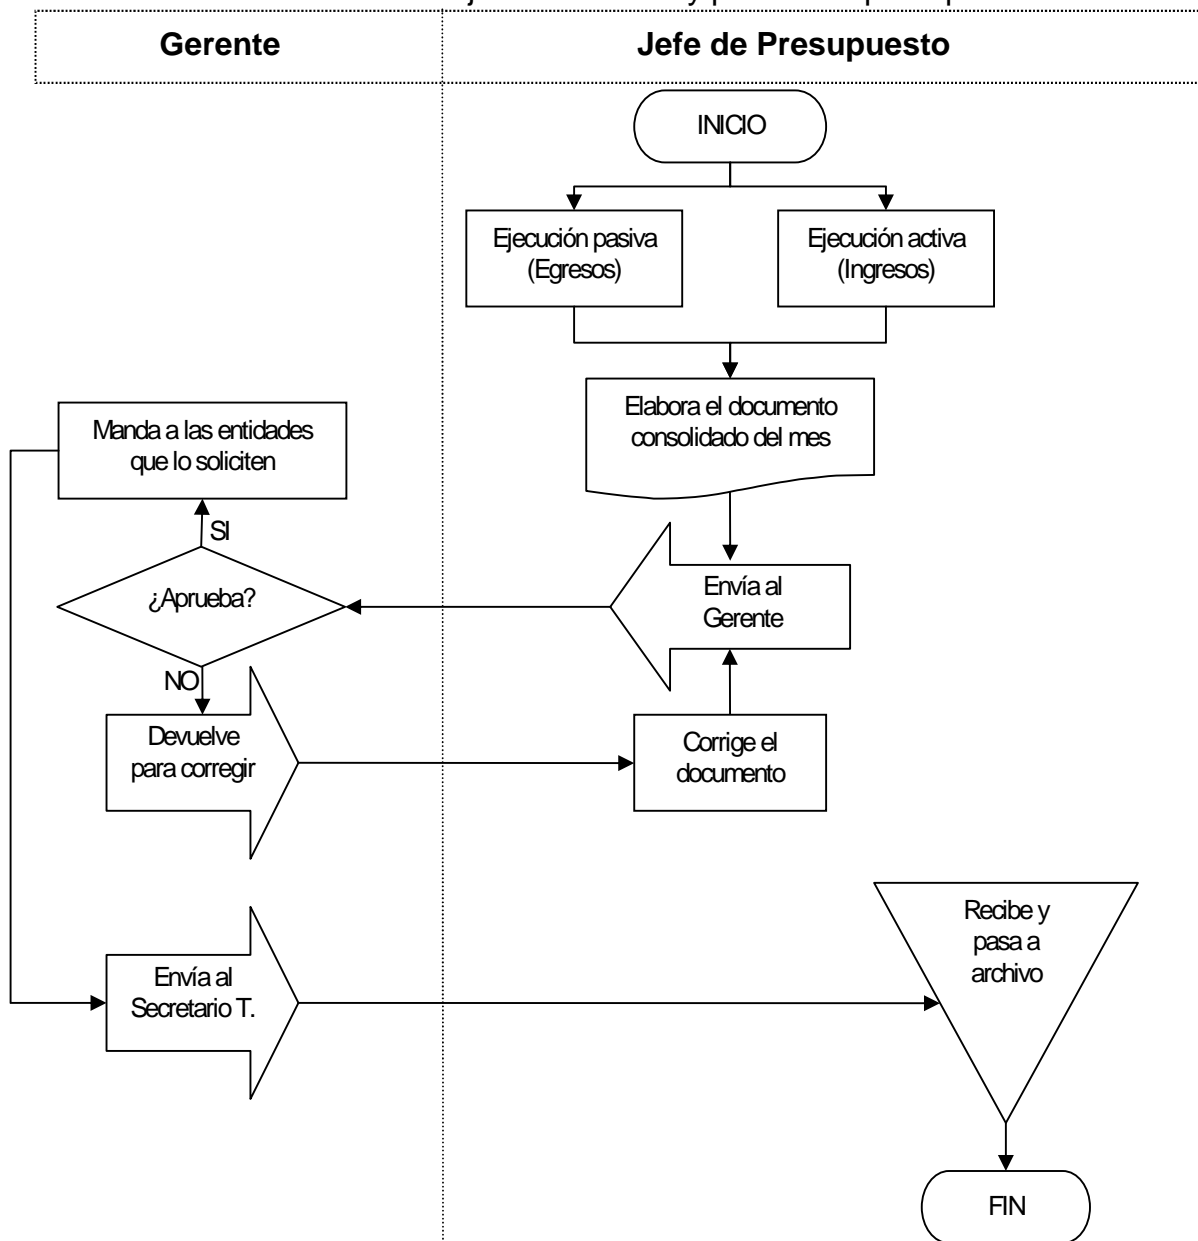 Gerente
Jefe de Presupuesto
INICIO
Ejecución pasiva
(Egresos)
Ejecución activa
(Ingresos)
Elabora el documento
consolidado del mes
Manda a las entidades
que lo soliciten
SI
¿Aprueba?
Envía al
Gerente
NO
Devuelve
para corregir
Corrige el
documento
Recibe y
pasa a
archivo
Envía al
Secretario T.
FIN